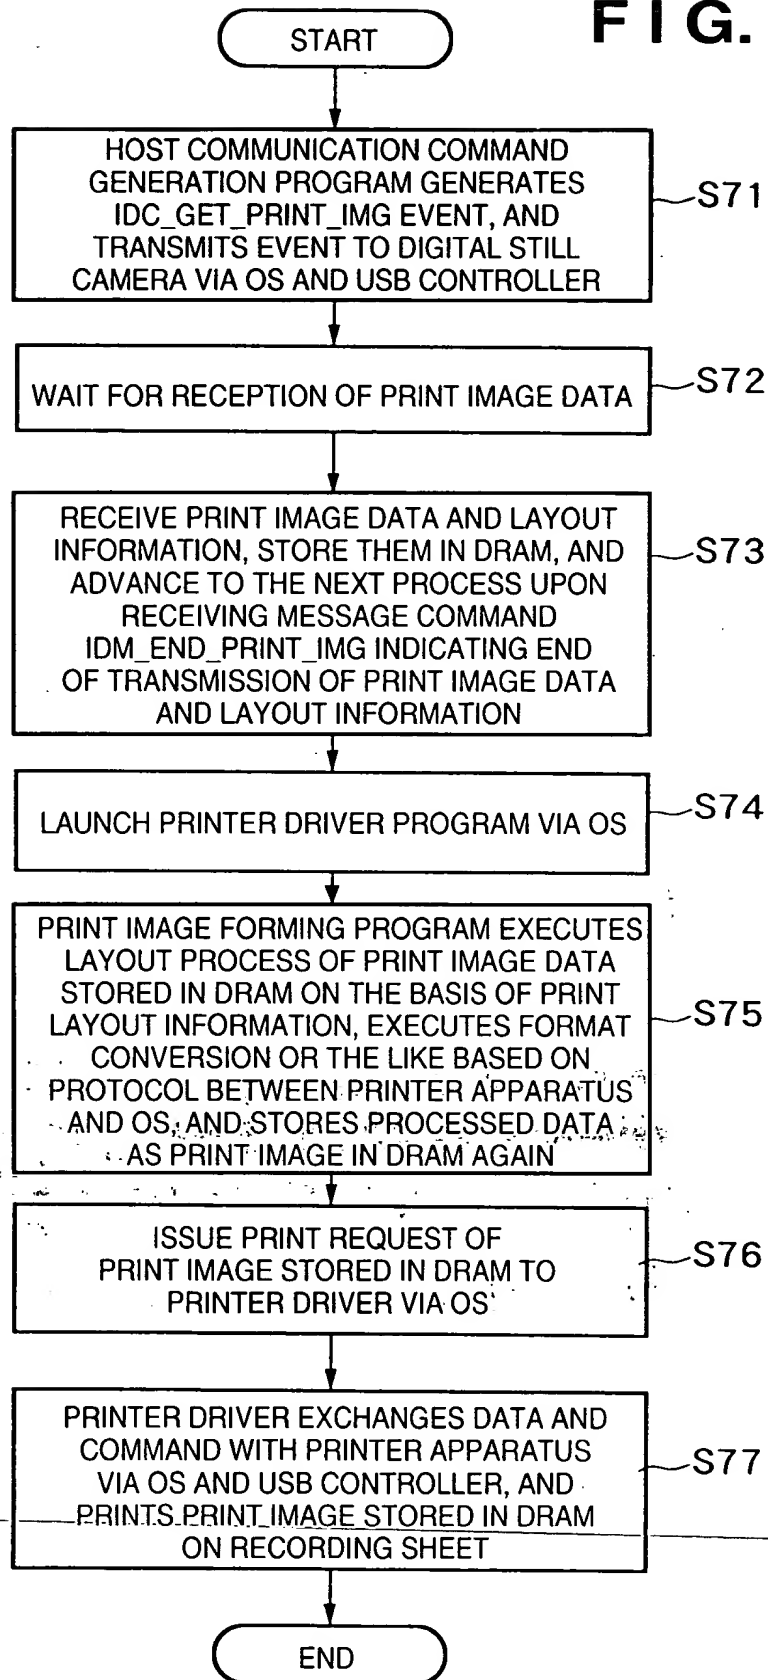 FIG.
START
HOST COMMUNICATION COMMAND
GENERATION PROGRAM GENERATES
IDC_GET_PRINT_IMG EVENT, AND
TRANSMITS EVENT TO DIGITAL STILL
CAMERA VIA OS AND USB CONTROLLER
S71
WAIT FOR RECEPTION OF PRINT IMAGE DATA
S72
RECEIVE PRINT IMAGE DATA AND LAYOUT
INFORMATION, STORE THEM IN DRAM, AND
ADVANCE TO THE NEXT PROCESS UPON
RECEIVING MESSAGE COMMAND
IDM_END_PRINT_IMG INDICATING END
OF TRANSMISSION OF PRINT IMAGE DATA
AND LAYOUT INFORMATION
S73
LAUNCH PRINTER DRIVER PROGRAM VIA OS
S74
PRINT IMAGE FORMING PROGRAM EXECUTES
LAYOUT PROCESS OF PRINT IMAGE DATA
STORED IN DRAM ON THE BASIS OF PRINT
LAYOUT INFORMATION, EXECUTES FORMAT
CONVERSION OR THE LIKE BASED ON
PROTOCOL BETWEEN PRINTER APPARATUS
AND OS, AND STORES PROCESSED DATA
AS PRINT IMAGE IN DRAM AGAIN
S75
ISSUE PRINT REQUEST OF
PRINT IMAGE STORED IN DRAM TO
PRINTER DRIVER VIA OS
S76
PRINTER DRIVER EXCHANGES DATA AND
COMMAND WITH PRINTER APPARATUS
VIA OS AND USB CONTROLLER, AND
PRINTS PRINT IMAGE STORED IN DRAM
ON RECORDING SHEET
S77
END